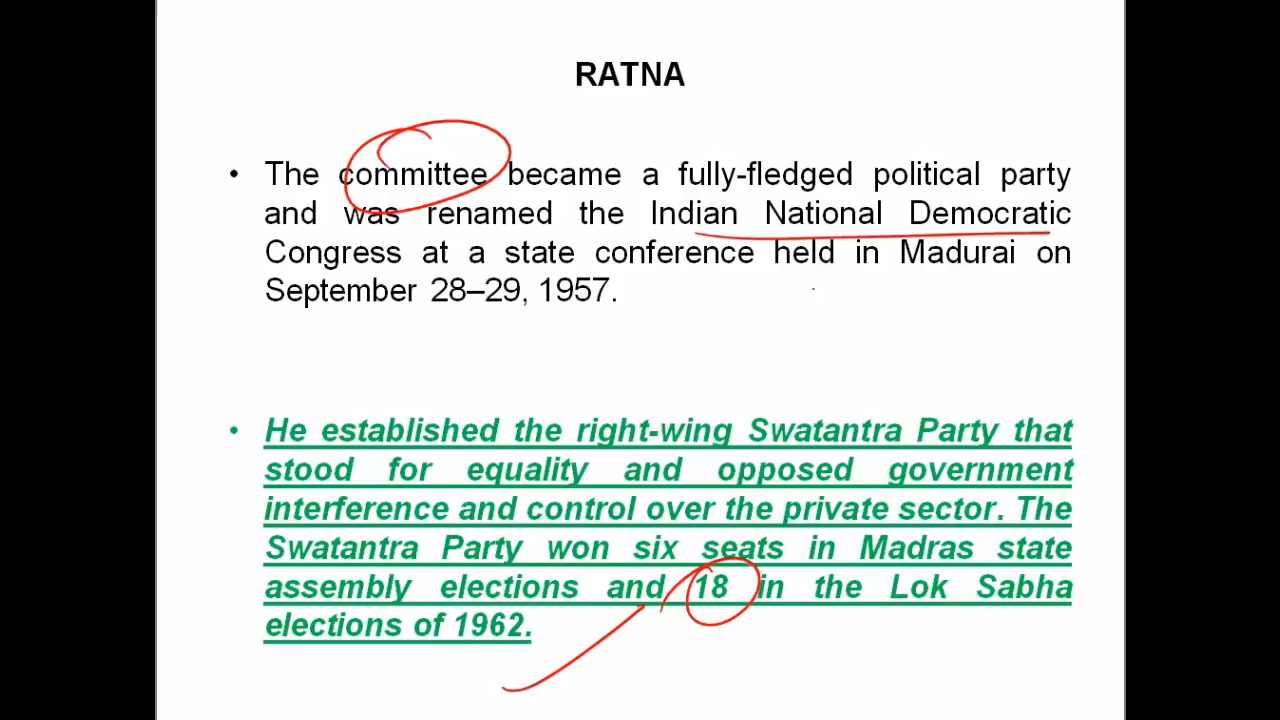 RATNA
• The committee became a fully-fledged political party
and was renamed the Indian National Democratic
Congress at a state conference held in Madurai on
September 28–29, 1957.
• He established the right-wing Swatantra Party that
stood for equality and opposed government
interference and control over the private sector. The
Swatantra Party won six seats in Madras state
assembly elections and 18 in the Lok Sabha
elections of 1962.